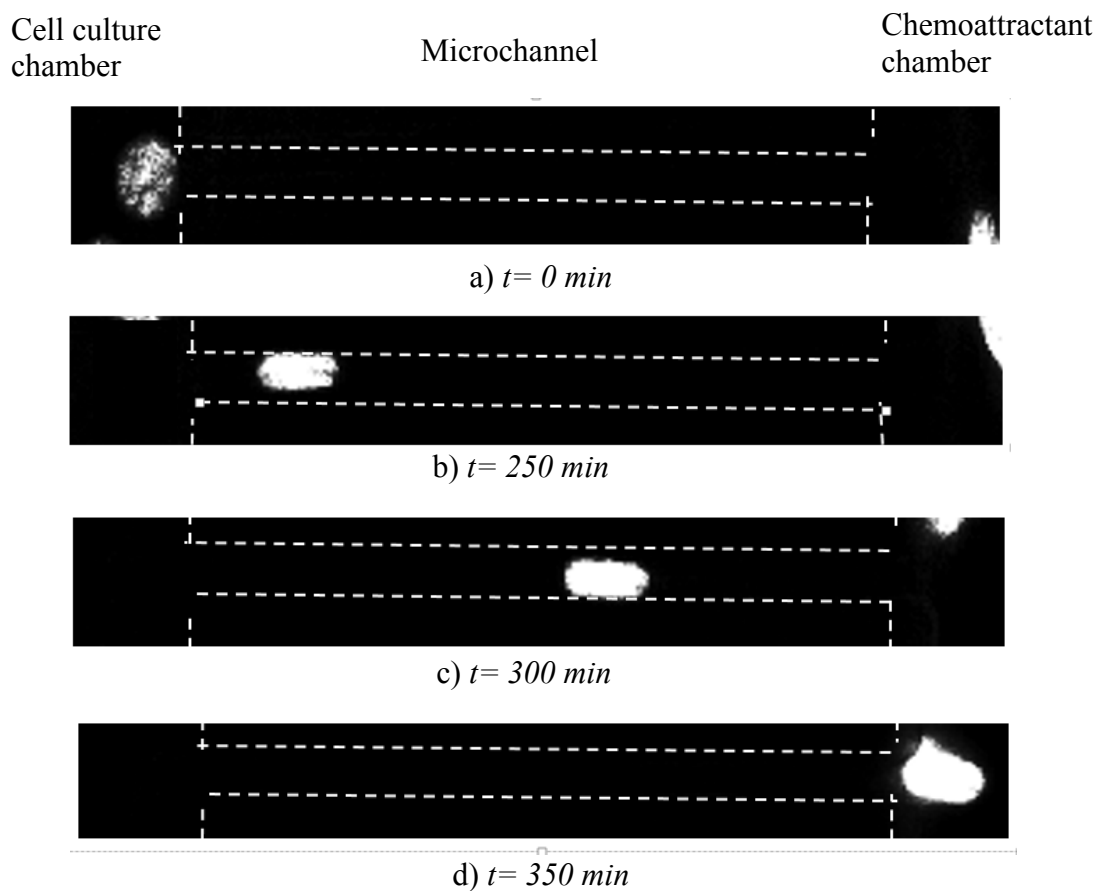 Cell culture
chamber
Microchannel
Chemoattractant
chamber
a) t= 0 min
b) t= 250 min
c) t= 300 min
d) t= 350 min